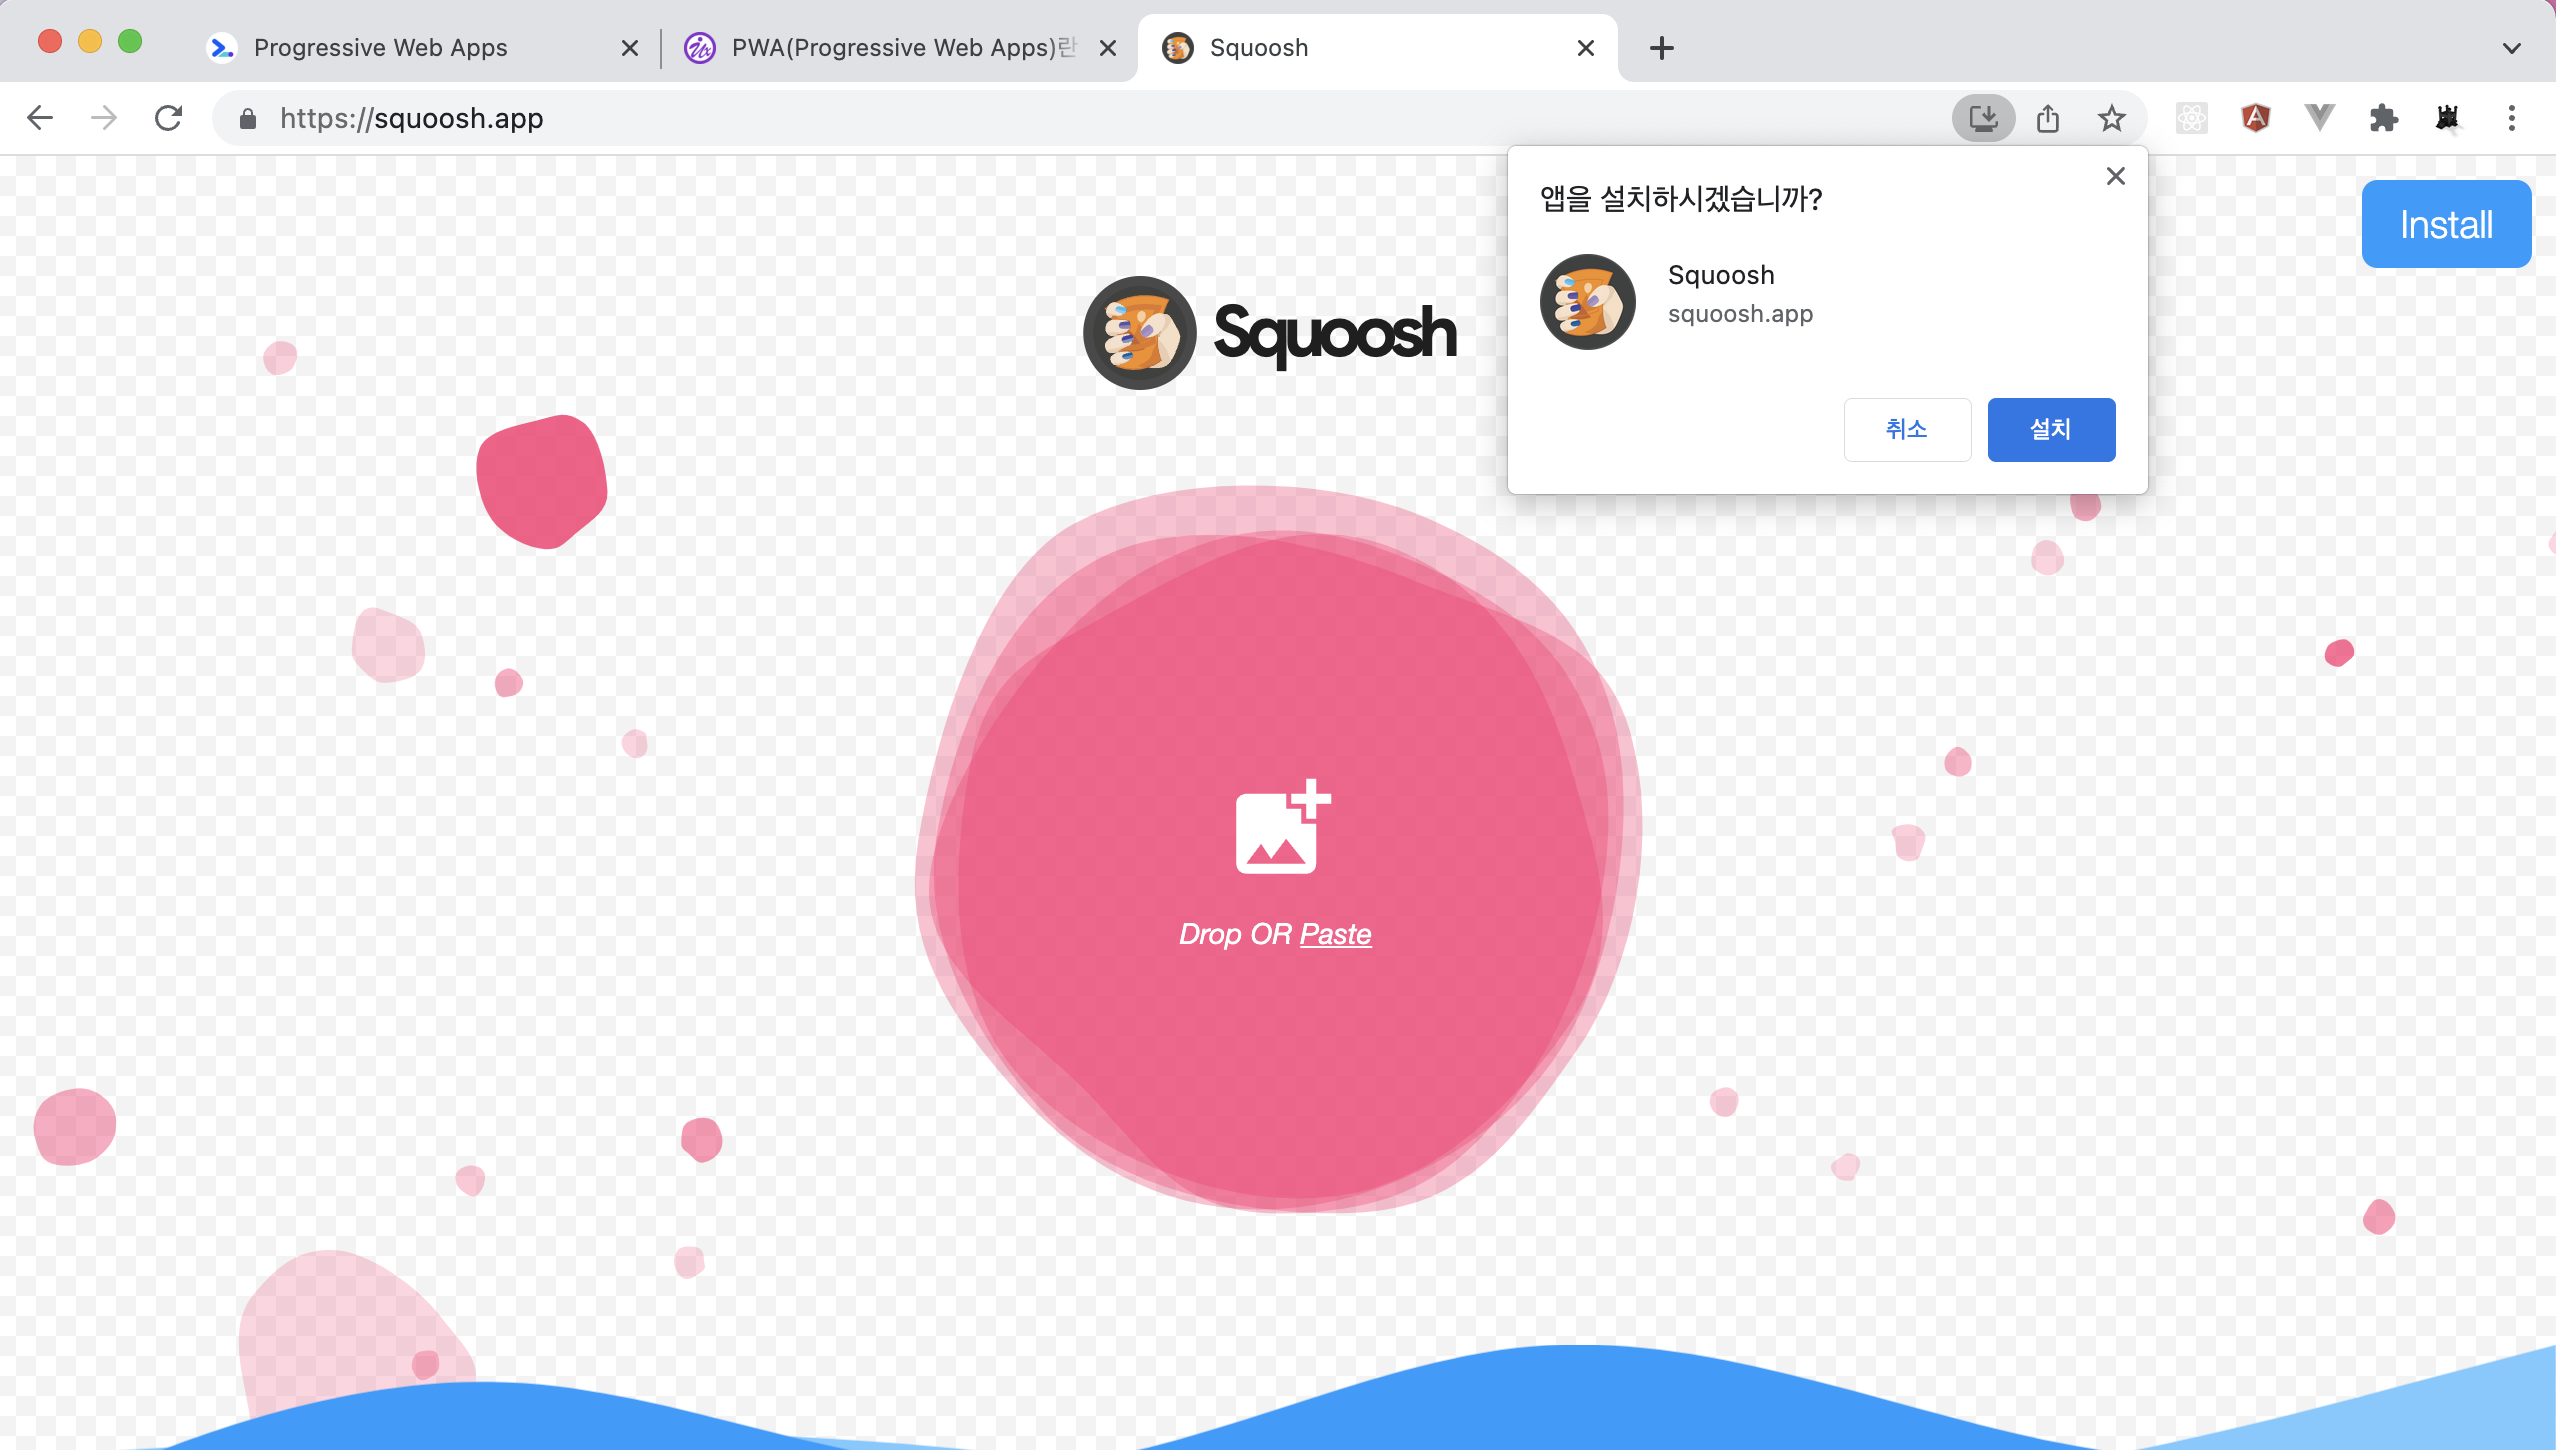 Progressive Web Apps
PWA(Progressive Web Apps)란
Squoosh
https://squoosh.app
앱을 설치하시겠습니까?
Squoosh
squoosh.app
취소
설치
Install
Squoosh
Drop OR Paste